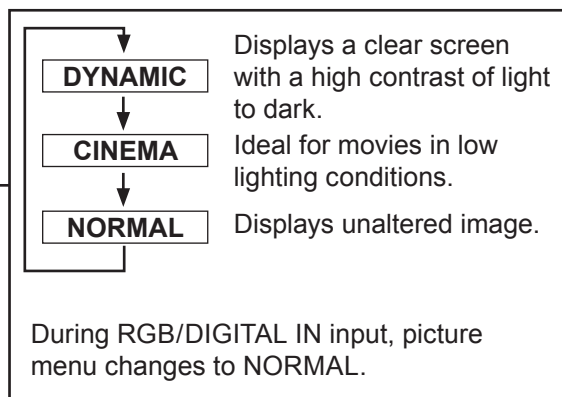 DYNAMIC
Displays a clear screen
with a high contrast of light
to dark.
CINEMA
Ideal for movies in low
lighting conditions.
NORMAL
Displays unaltered image.
During RGB/DIGITAL IN input, picture
menu changes to NORMAL.